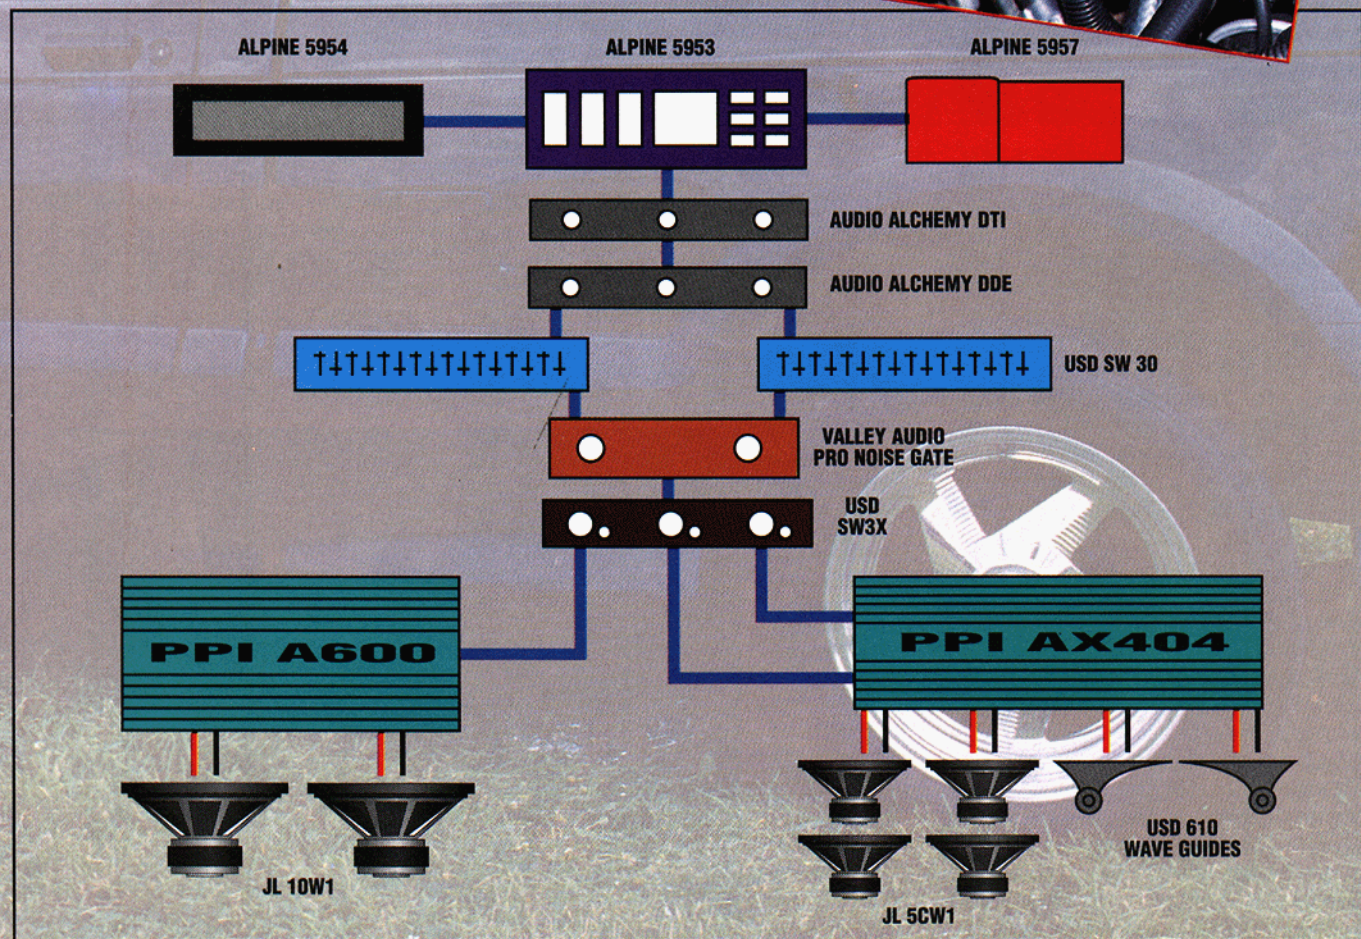 ALPINE 5954
ALPINE 5953
ALPINE 5957
AUDIO ALCHEMY DTI
AUDIO ALCHEMY DDE
USD SW 30
VALLEY AUDIO
PRO NOISE GATE
USD
SW3X
PPI A600
PPI AX404
JL 10W1
USD 610
WAVE GUIDES
JL 5CW1